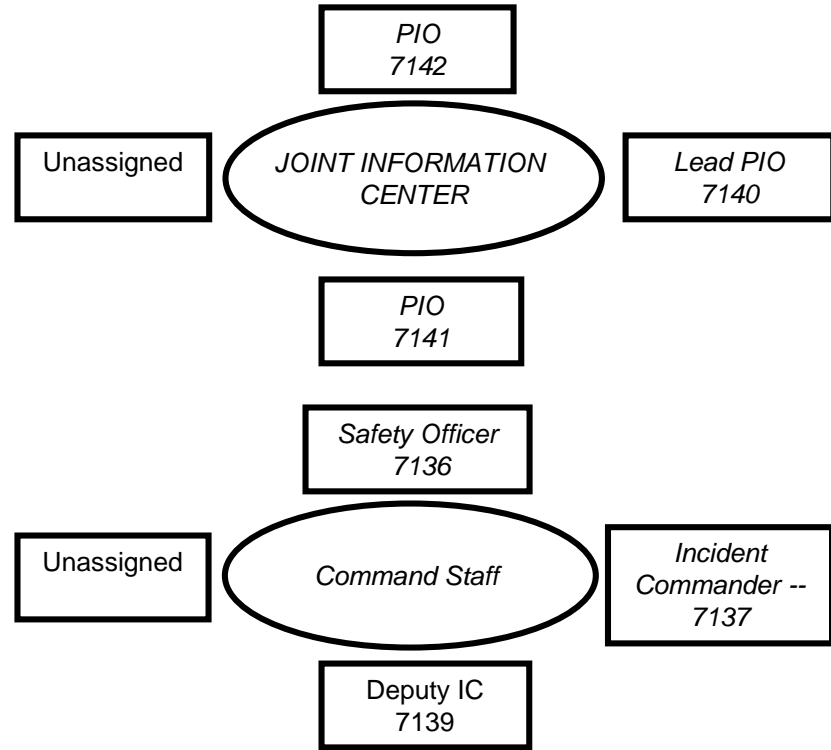 PIO
7142
Unassigned
JOINT INFORMATION
CENTER
Lead PIO
7140
PIO
7141
Safety Officer
7136
Unassigned
Command Staff
Incident
Commander --
7137
Deputy IC
7139